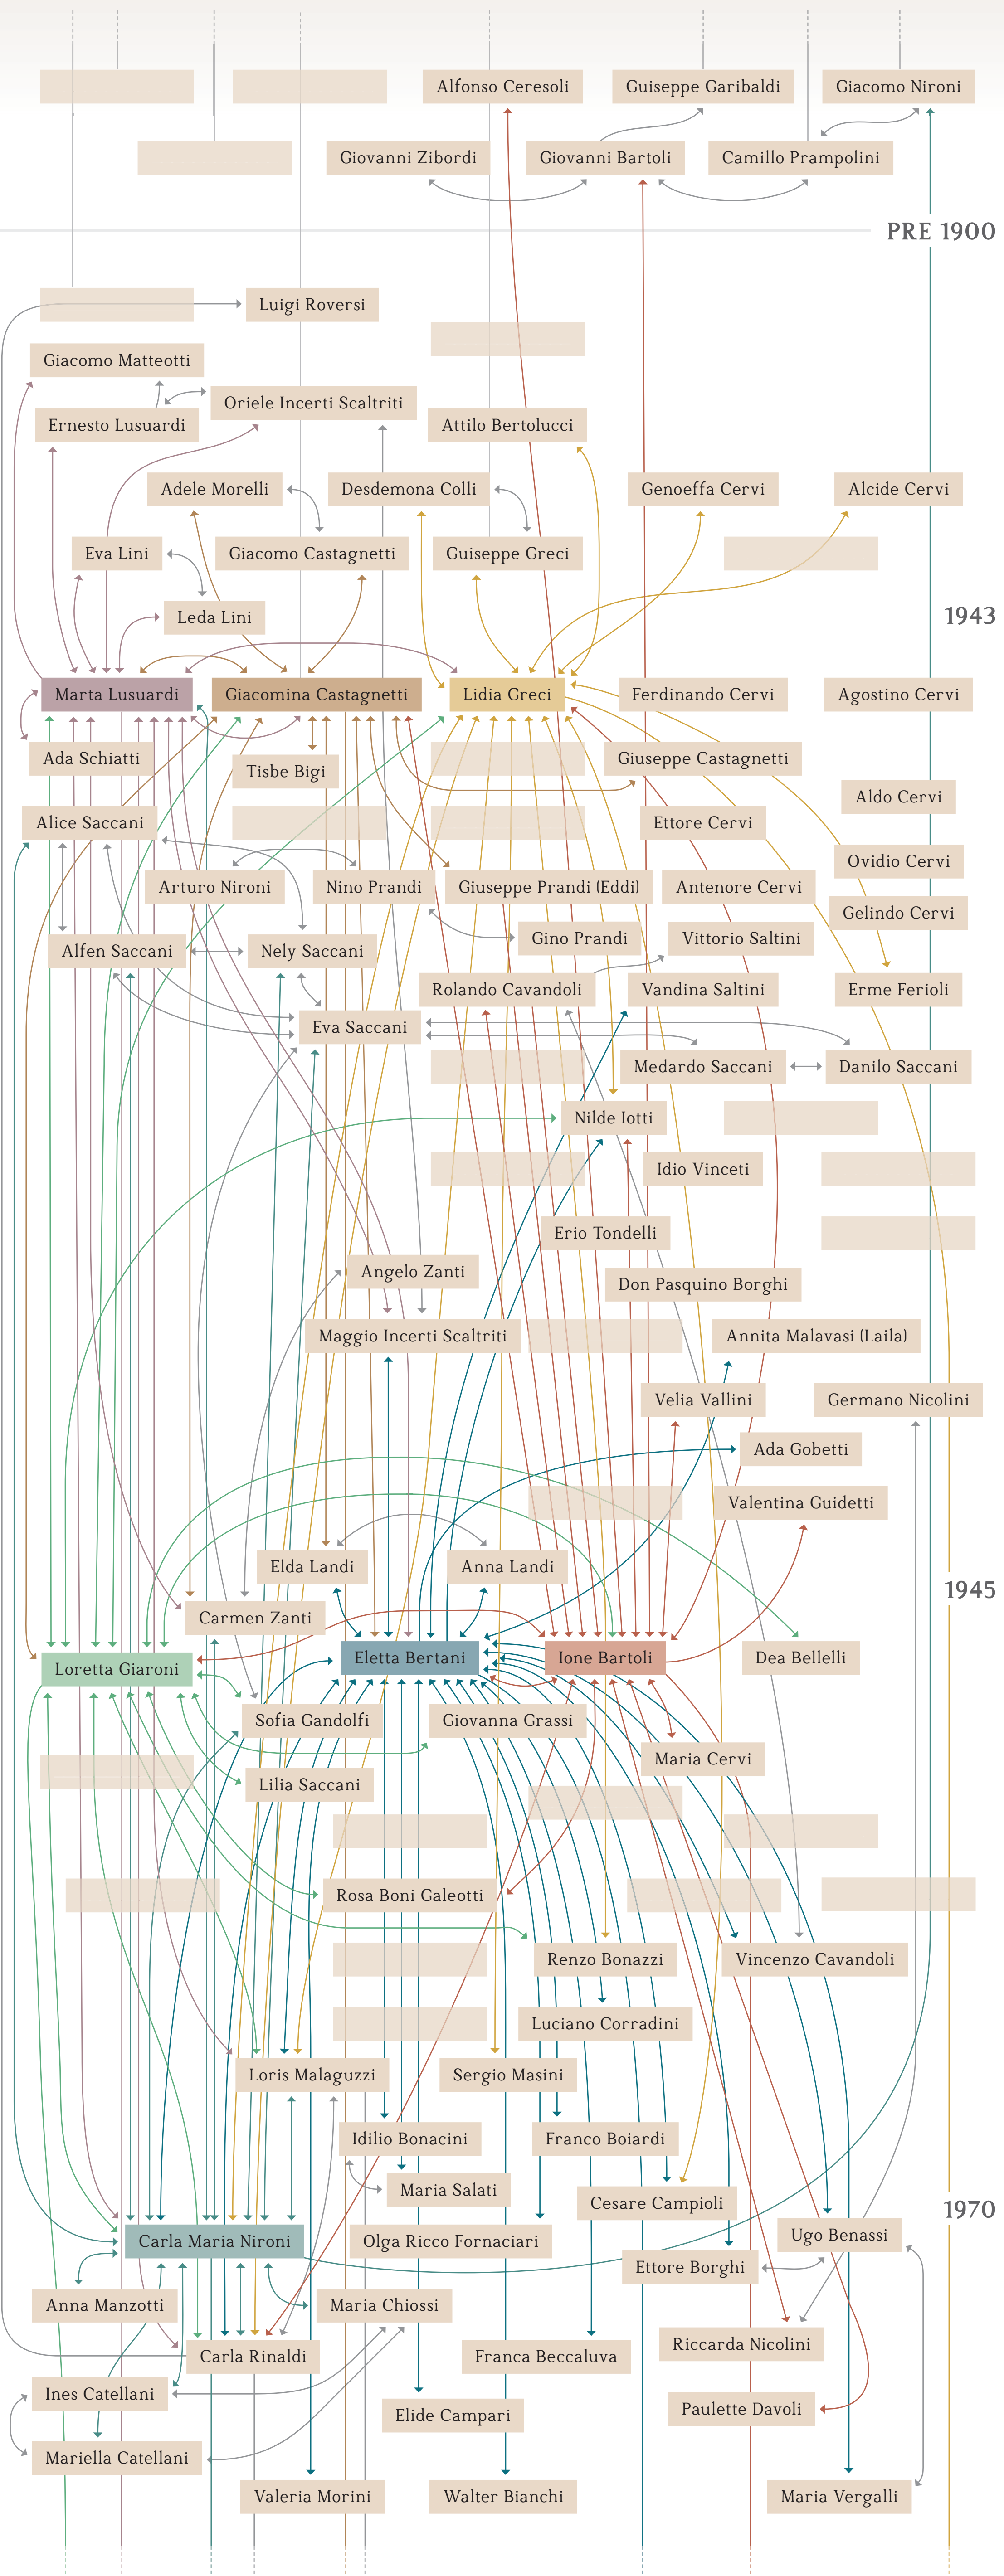 Alfonso Ceresoli
Guiseppe Garibaldi
Giacomo Nironi
Giovanni Zibordi
Giovanni Bartoli
Camillo Prampolini
PRE 1900
Luigi Roversi
Giacomo Matteotti
Oriele Incerti Scaltriti
Ernesto Lusuardi
Attilo Bertolucci
Adele Morelli
Desdemona Colli
Genoeffa Cervi
Alcide Cervi
Eva Lini
Giacomo Castagnetti
Guiseppe Greci
Leda Lini
1943
Marta Lusuardi
Giacomina Castagnetti
Lidia Greci
Ferdinando Cervi
Agostino Cervi
Ada Schiatti
Tisbe Bigi
Giuseppe Castagnetti
Aldo Cervi
Alice Saccani
Ettore Cervi
Ovidio Cervi
Arturo Nironi
Nino Prandi
Giuseppe Prandi (Eddi)
Antenore Cervi
Gelindo Cervi
Alfen Saccani
Nely Saccani
Gino Prandi
Vittorio Saltini
Rolando Cavandoli
Vandina Saltini
Erme Ferioli
Eva Saccani
Medardo Saccani
Danilo Saccani
Nilde Iotti
Idio Vinceti
Erio Tondelli
Angelo Zanti
Don Pasquino Borghi
Maggio Incerti Scaltriti
Annita Malavasi (Laila)
Velia Vallini
Germano Nicolini
Ada Gobetti
Valentina Guidetti
Elda Landi
Anna Landi
1945
Carmen Zanti
Loretta Giaroni
Eletta Bertani
Ione Bartoli
Dea Bellelli
Sofia Gandolfi
Giovanna Grassi
Maria Cervi
Lilia Saccani
Rosa Boni Galeotti
Renzo Bonazzi
Vincenzo Cavandoli
Luciano Corradini
Loris Malaguzzi
Sergio Masini
Idilio Bonacini
Franco Boiardi
Maria Salati
Cesare Campioli
1970
Carla Maria Nironi
Olga Ricco Fornaciari
Ugo Benassi
Ettore Borghi
Anna Manzotti
Maria Chiossi
Riccarda Nicolini
Carla Rinaldi
Franca Beccaluva
Ines Catellani
Elide Campari
Paulette Davoli
Mariella Catellani
Valeria Morini
Walter Bianchi
Maria Vergalli